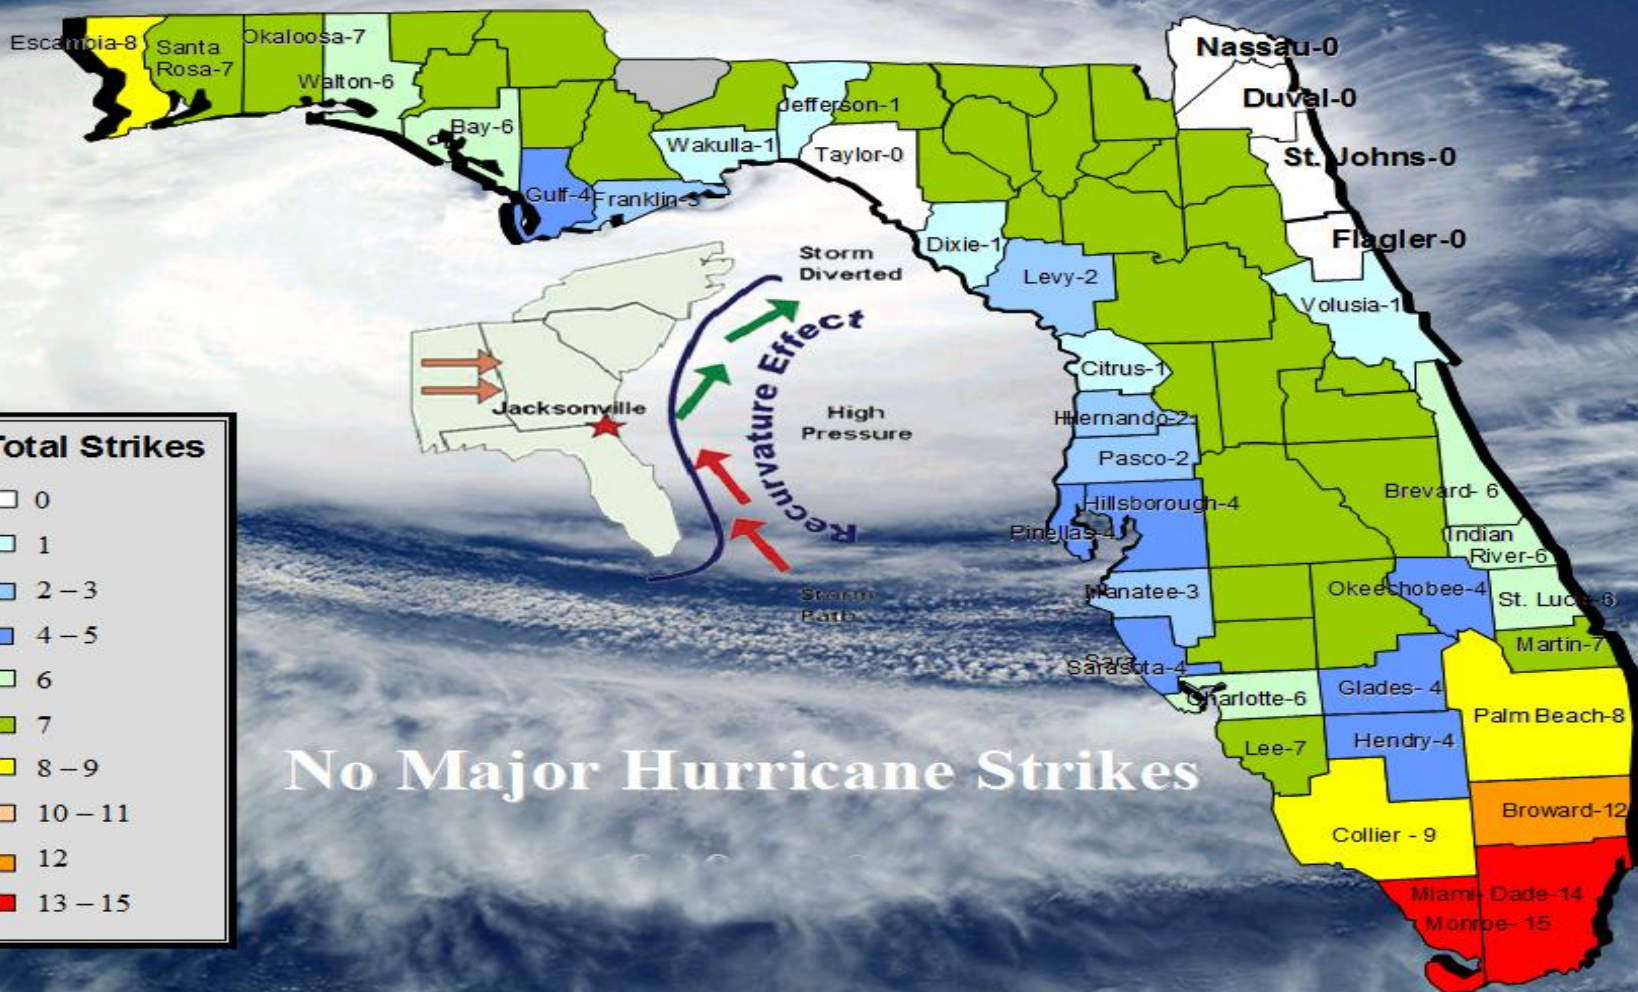 Escambia-8
Santa
Rosa-7
Okaloosa-7
Walton-6
Bay-6
Gulf-4
Franklin-3
Wakulla-1
Jefferson-1
Taylor-0
Dixie-1
Levy-2
Nassau-0
Duval-0
St. Johns-0
Flagler-0
Volusia-1
Citrus-1
Hernando-2
Pasco-2
Hillsborough-4
Pinellas-4
Manatee-3
Sara
Sarasota-4
Charlotte-6
Lee-7
Collier - 9
Brevard- 6
Indian
River-6
Okeechobee-4
St. Lucie-6
Martin-7
Glades- 4
Hendry-4
Palm Beach-8
Broward-12
Miami- Dade-14
Monroe- 15
Storm
Diverted
Recurvature Effect
High
Pressure
Jacksonville
Storm
Path
Total Strikes
0
1
2 – 3
4 – 5
6
7
8 – 9
10 – 11
12
13 – 15
No Major Hurricane Strikes